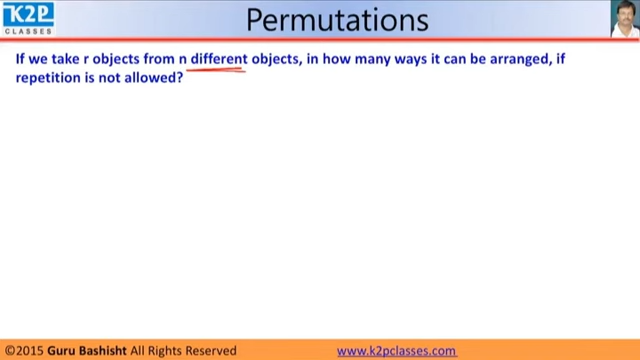 K2P
CLASSES
Permutations
If we take r objects from n different objects, in how many ways it can be arranged, if
repetition is not allowed?
©2015 Guru Bashisht All Rights Reserved
www.k2pclasses.com